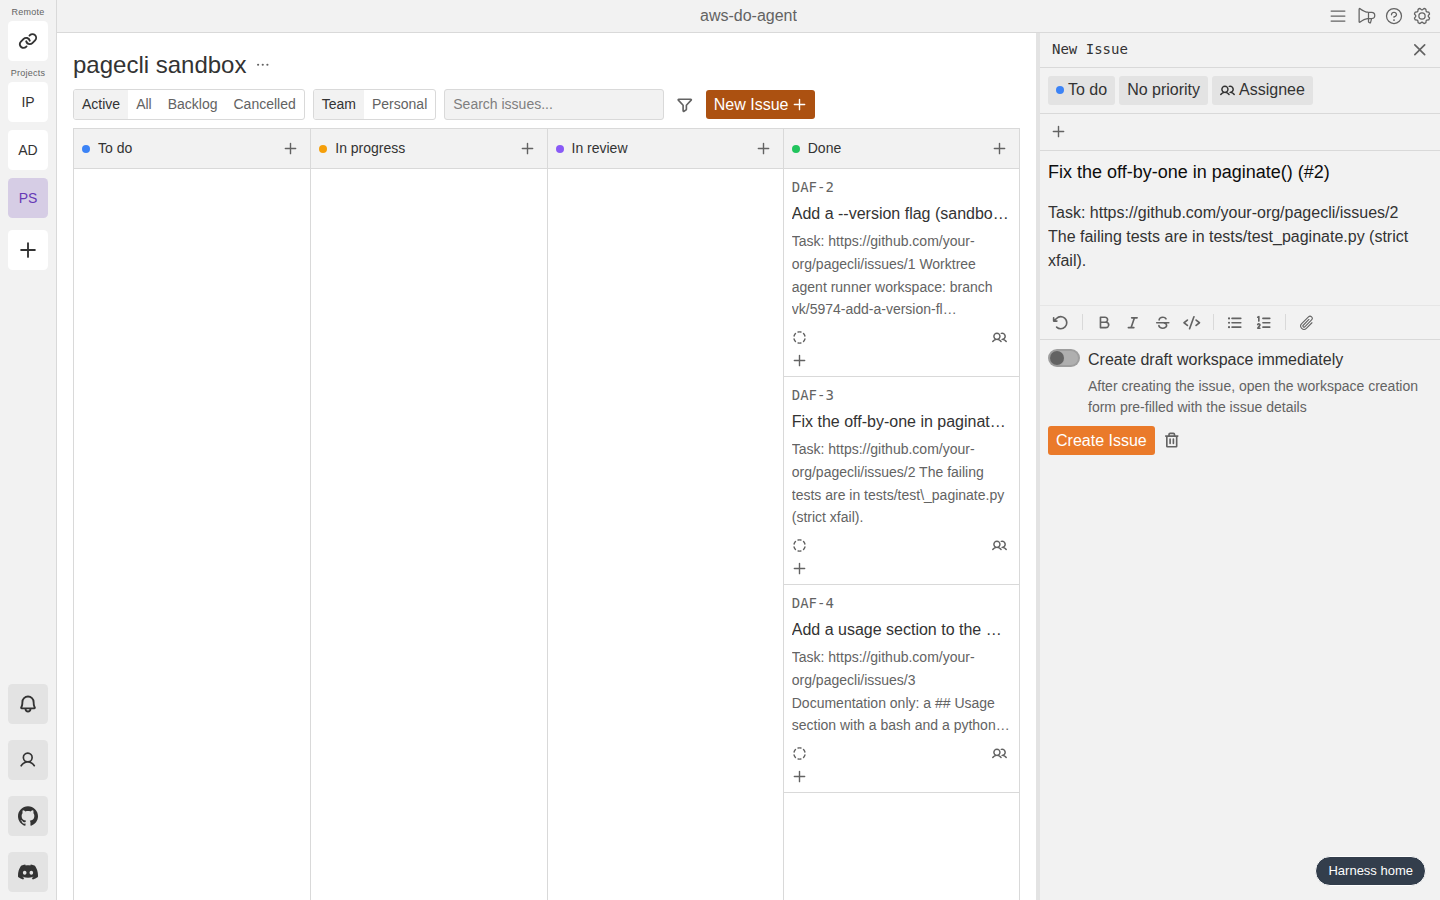 Remote
Projects
IP
AD
PS
aws-do-agent
pagecli sandbox ...
Active All Backlog Cancelled
Team Personal
Search issues...
New Issue +
To do
In progress
In review
Done
DAF-2
Add a --version flag (sandbo…
Task: https://github.com/your-
org/pagecli/issues/1 Worktree
agent runner workspace: branch
vk/5974-add-a-version-fl…
DAF-3
Fix the off-by-one in paginat…
Task: https://github.com/your-
org/pagecli/issues/2 The failing
tests are in tests/test\_paginate.py
(strict xfail).
DAF-4
Add a usage section to the …
Task: https://github.com/your-
org/pagecli/issues/3
Documentation only: a ## Usage
section with a bash and a python…
New Issue
To do No priority Assignee
Fix the off-by-one in paginate() (#2)
Task: https://github.com/your-org/pagecli/issues/2
The failing tests are in tests/test_paginate.py (strict
xfail).
Create draft workspace immediately
After creating the issue, open the workspace creation
form pre-filled with the issue details
Create Issue
Harness home